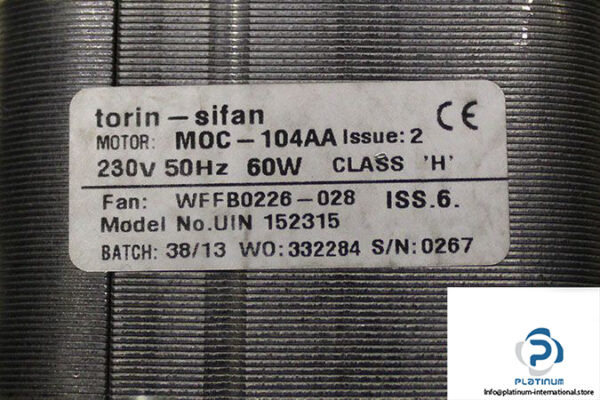 torin-sifan CE
MOTOR: MOC-104AA Issue: 2
230V 50Hz 60W CLASS 'H'
Fan: WFFB0226-028 ISS.6.
Model No.UIN 152315
BATCH: 38/13 WO:332284 S/N:0267
PLATINUM
Info@platinum-international.store